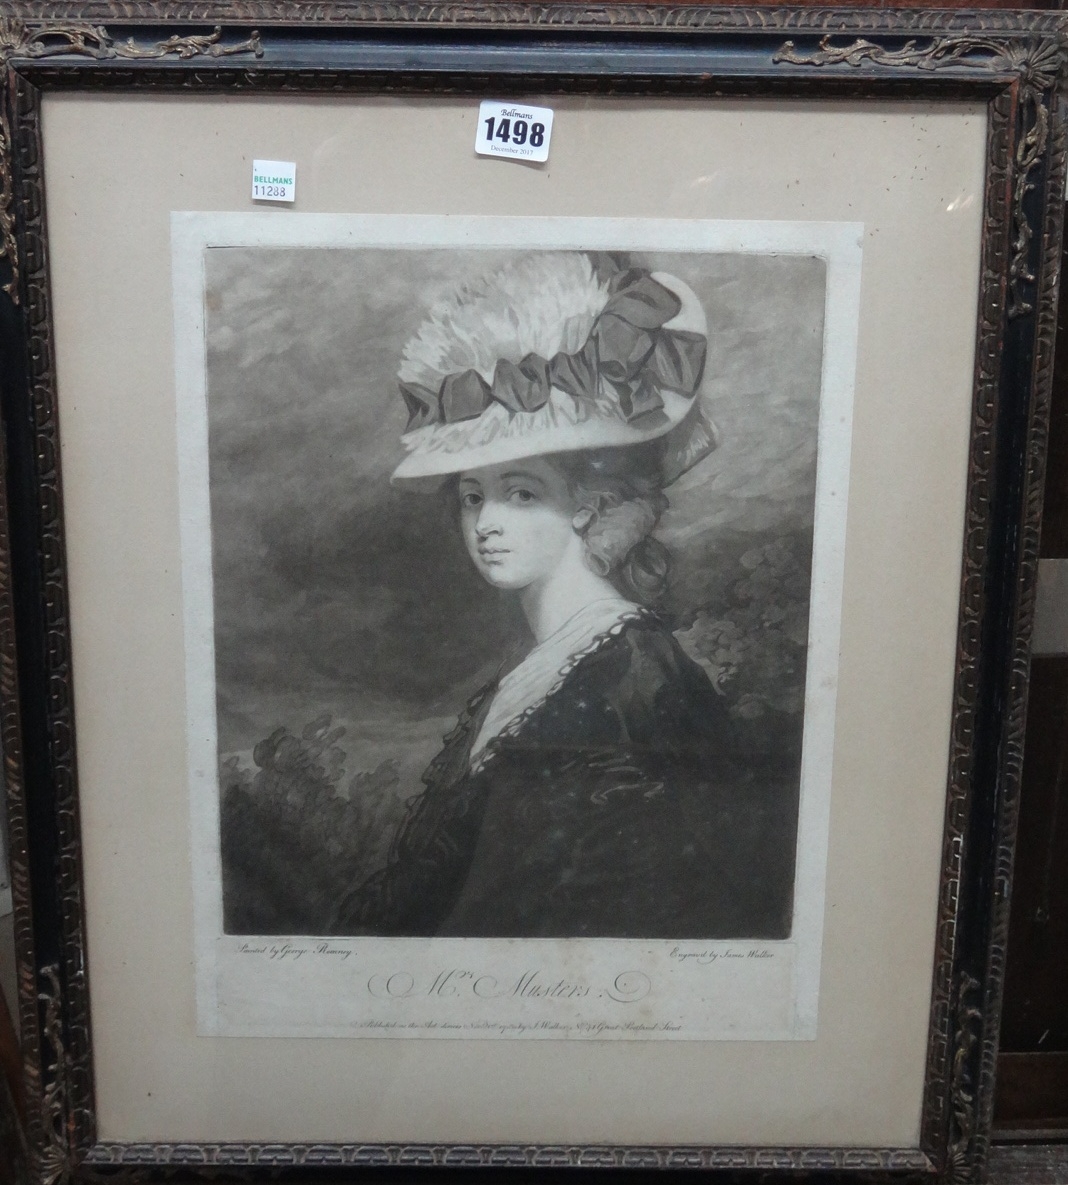 Bellmans
1498
December 2017
BELLMANS
11288
Painted by George Romney.
Engraved by James Walker
Mrs. Musters.
Published as the Act directs by J. Walker, No. Great Portland Street